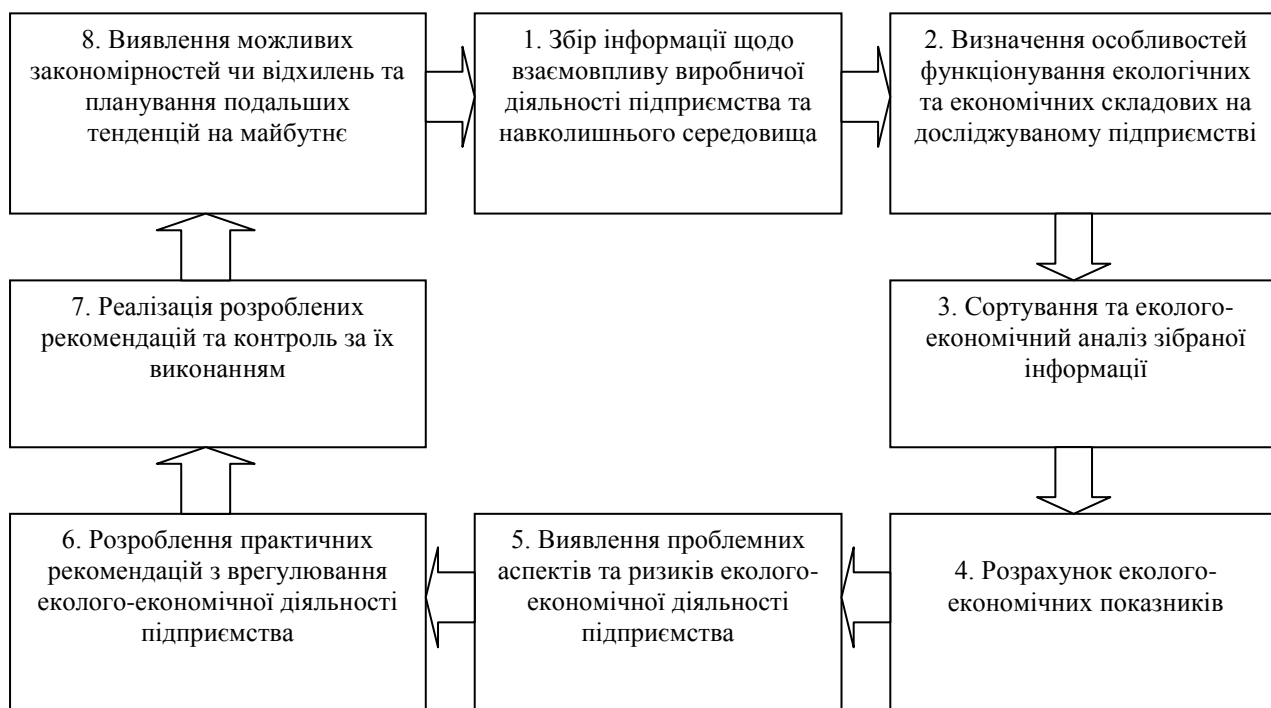 8. Виявлення можливих
закономірностей чи відхилень та
планування подальших
тенденцій на майбутнє
1. Збір інформації щодо
взаємовпливу виробничої
діяльності підприємства та
навколишнього середовища
2. Визначення особливостей
функціонування екологічних
та економічних складових на
досліджуваному підприємстві
7. Реалізація розроблених
рекомендацій та контроль за їх
виконанням
3. Сортування та еколого-
економічний аналіз зібраної
інформації
6. Розроблення практичних
рекомендацій з врегулювання
еколого-економічної діяльності
підприємства
5. Виявлення проблемних
аспектів та ризиків еколого-
економічної діяльності
підприємства
4. Розрахунок еколого-
економічних показників